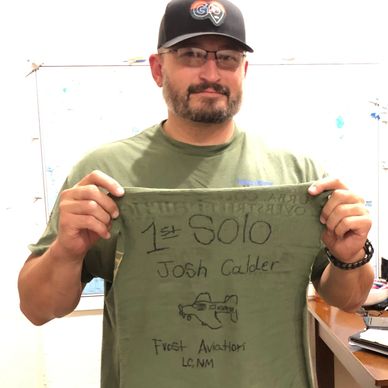 1st Solo
Josh Calder
Frost Aviation
LC, NM